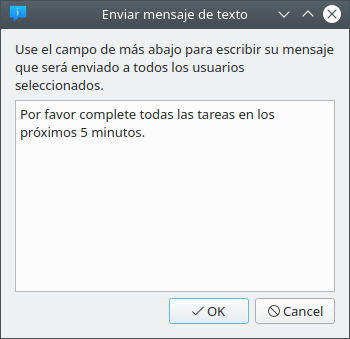 Enviar mensaje de texto
Use el campo de más abajo para escribir su mensaje
que será enviado a todos los usuarios
seleccionados.
Por favor complete todas las tareas en los
próximos 5 minutos.
OK
Cancel